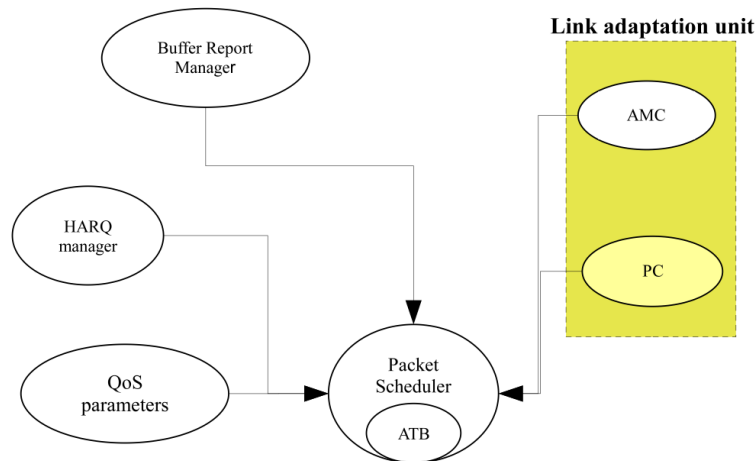 Link adaptation unit
Buffer Report
Manager
AMC
HARQ
manager
PC
Packet
Scheduler
QoS
parameters
ATB